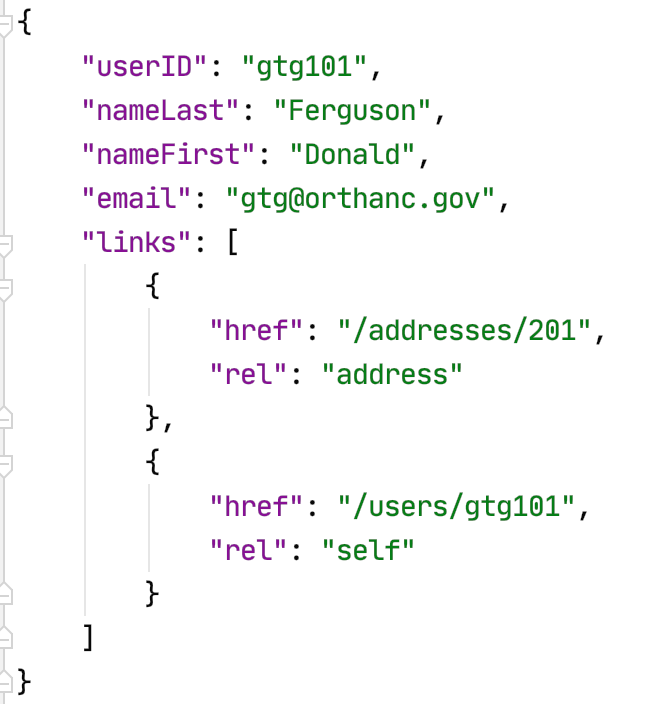 {
    "userID": "gtg101",
    "nameLast": "Ferguson",
    "nameFirst": "Donald",
    "email": "gtg@orthanc.gov",
    "links": [
        {
            "href": "/addresses/201",
            "rel": "address"
        },
        {
            "href": "/users/gtg101",
            "rel": "self"
        }
    ]
}